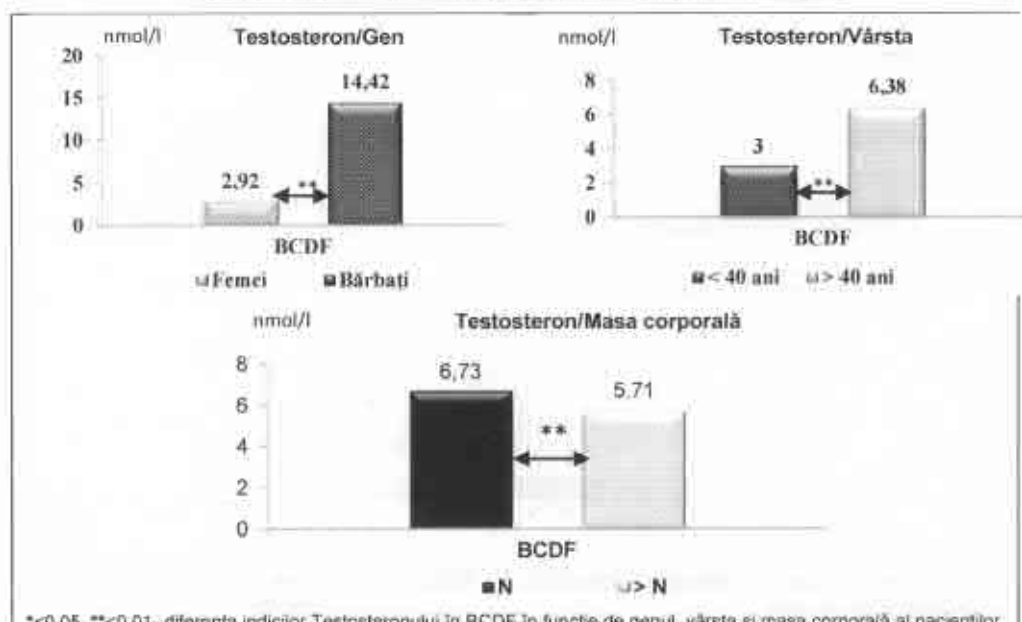 nmol/l Testosteron/Gen
20
15
10
5
0
2,92
**
14,42
BCDF
Femei Bărbați
nmol/l Testosteron/Vârsta
8
6
4
2
0
3
**
6,38
BCDF
< 40 ani > 40 ani
nmol/l Testosteron/Masa corporală
8
6
4
2
0
6,73
**
5,71
BCDF
N > N
*<0,05, **<0,01- diferența indicilor Testosteronului în BCDF în funcție de genul, vârsta și masa corporală al pacienților